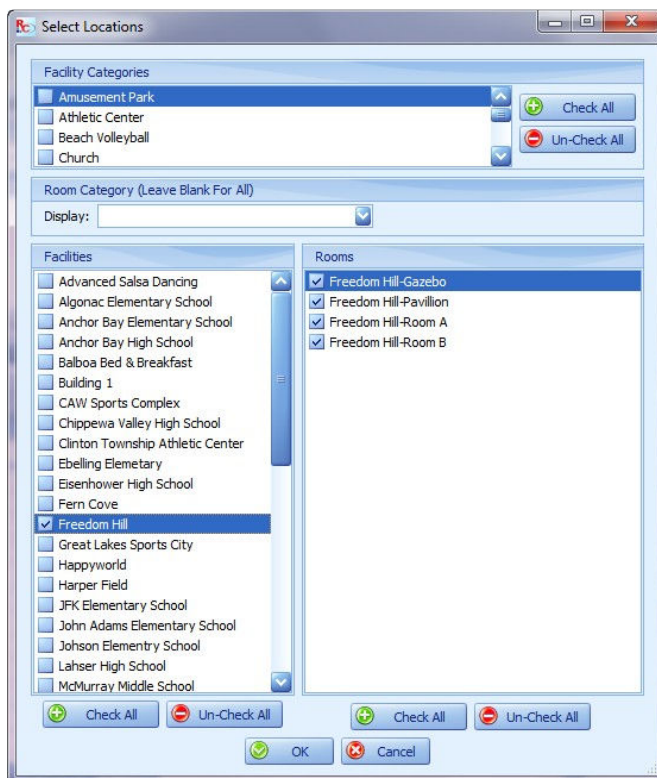 Rc Select Locations
Facility Categories
Amusement Park
Athletic Center
Beach Volleyball
Church
Check All
Un-Check All
Room Category (Leave Blank For All)
Display:
Facilities
Advanced Salsa Dancing
Algonac Elementary School
Anchor Bay Elementary School
Anchor Bay High School
Balboa Bed & Breakfast
Building 1
CAW Sports Complex
Chippewa Valley High School
Clinton Township Athletic Center
Ebelling Elemetary
Eisenhower High School
Fern Cove
Freedom Hill
Great Lakes Sports City
Happyworld
Harper Field
JFK Elementary School
John Adams Elementary School
Johson Elementry School
Lahser High School
McMurray Middle School
Check All Un-Check All
Rooms
Freedom Hill-Gazebo
Freedom Hill-Pavillion
Freedom Hill-Room A
Freedom Hill-Room B
Check All Un-Check All
OK Cancel